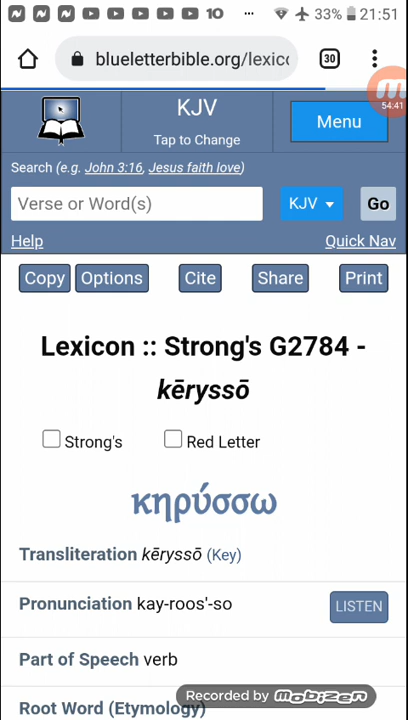 10 ... 33% 21:51
blueletterbible.org/lexico 30
54:41
KJV
Tap to Change
Menu
Search (e.g. John 3:16, Jesus faith love)
Verse or Word(s) KJV Go
Help Quick Nav
Copy Options Cite Share Print
Lexicon :: Strong's G2784 -
kēryssō
Strong's Red Letter
κηρύσσω
Transliteration kēryssō (Key)
Pronunciation kay-roos'-so LISTEN
Part of Speech verb
Root Word (Etymology)
Recorded by mobizen